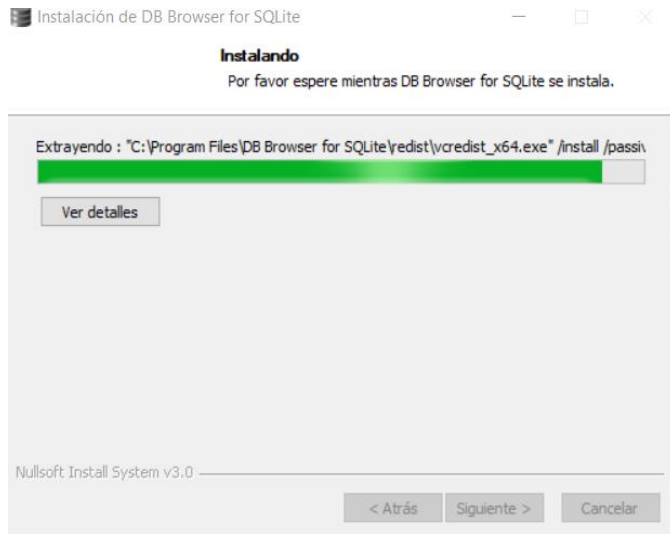 Instalación de DB Browser for SQLite
Instalando
Por favor espere mientras DB Browser for SQLite se instala.
Extrayendo : "C:\Program Files\DB Browser for SQLite\redist\vcredist_x64.exe" /install /passiv
Ver detalles
Nullsoft Install System v3.0
< Atrás Siguiente > Cancelar